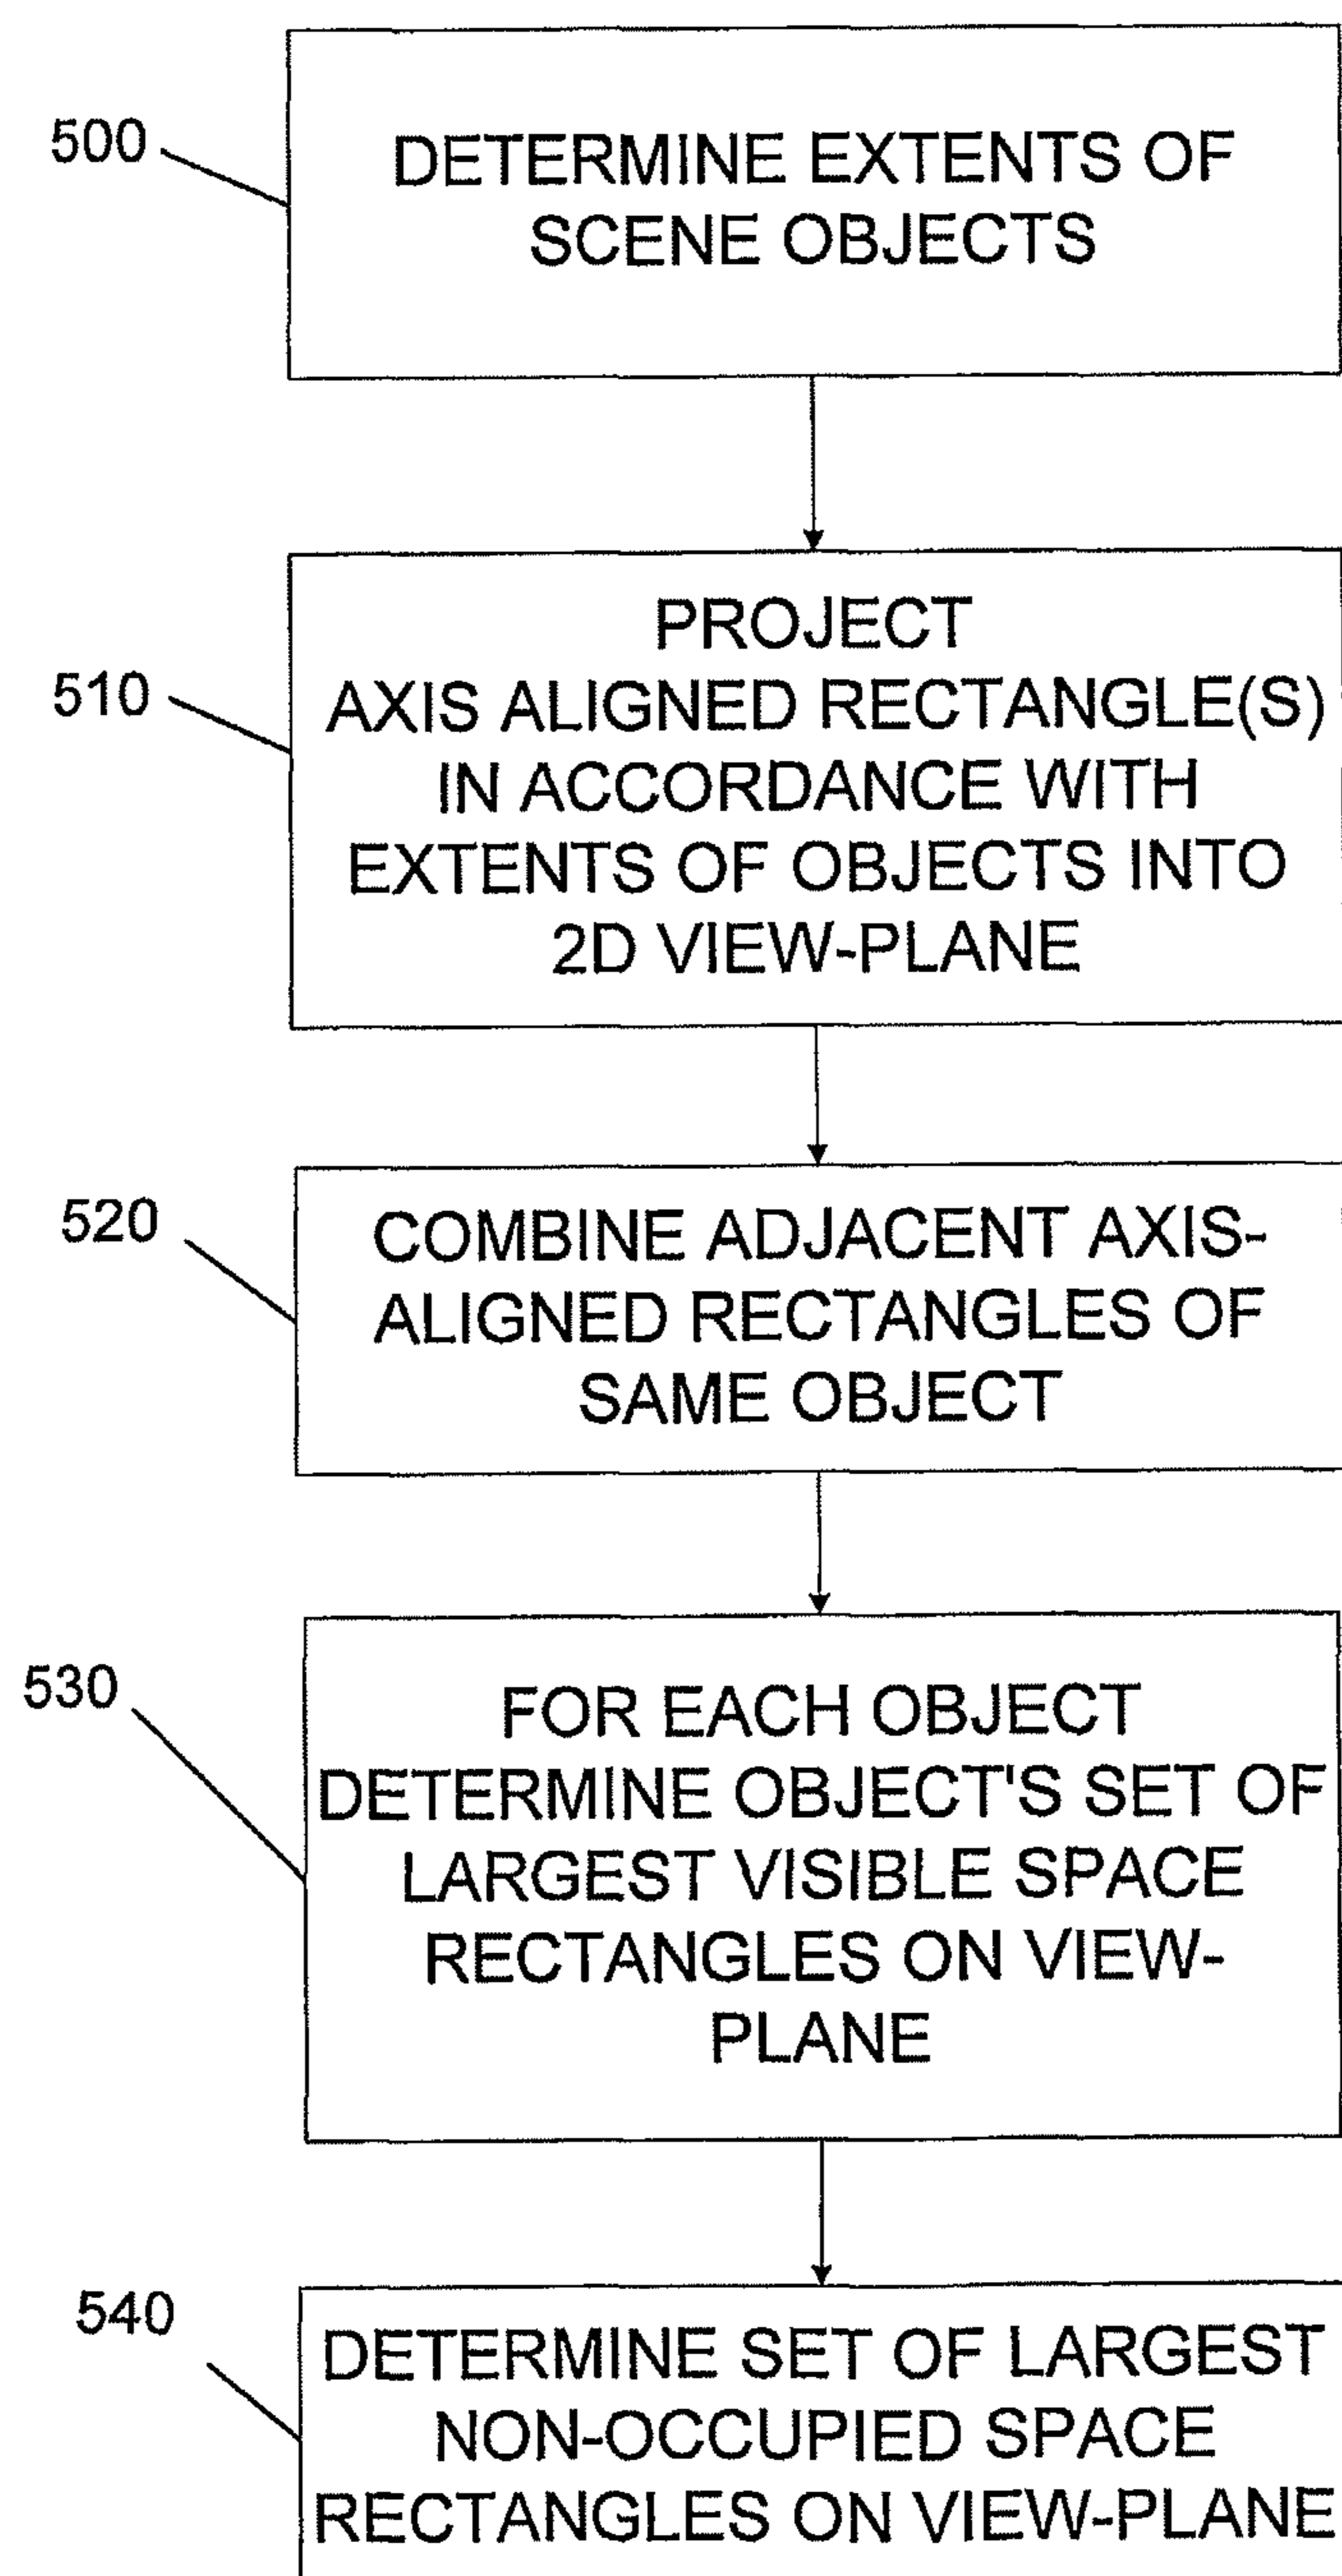 500
DETERMINE EXTENTS OF
SCENE OBJECTS
510
PROJECT
AXIS ALIGNED RECTANGLE(S)
IN ACCORDANCE WITH
EXTENTS OF OBJECTS INTO
2D VIEW-PLANE
520
COMBINE ADJACENT AXIS-
ALIGNED RECTANGLES OF
SAME OBJECT
530
FOR EACH OBJECT
DETERMINE OBJECT'S SET OF
LARGEST VISIBLE SPACE
RECTANGLES ON VIEW-
PLANE
540
DETERMINE SET OF LARGEST
NON-OCCUPIED SPACE
RECTANGLES ON VIEW-PLANE